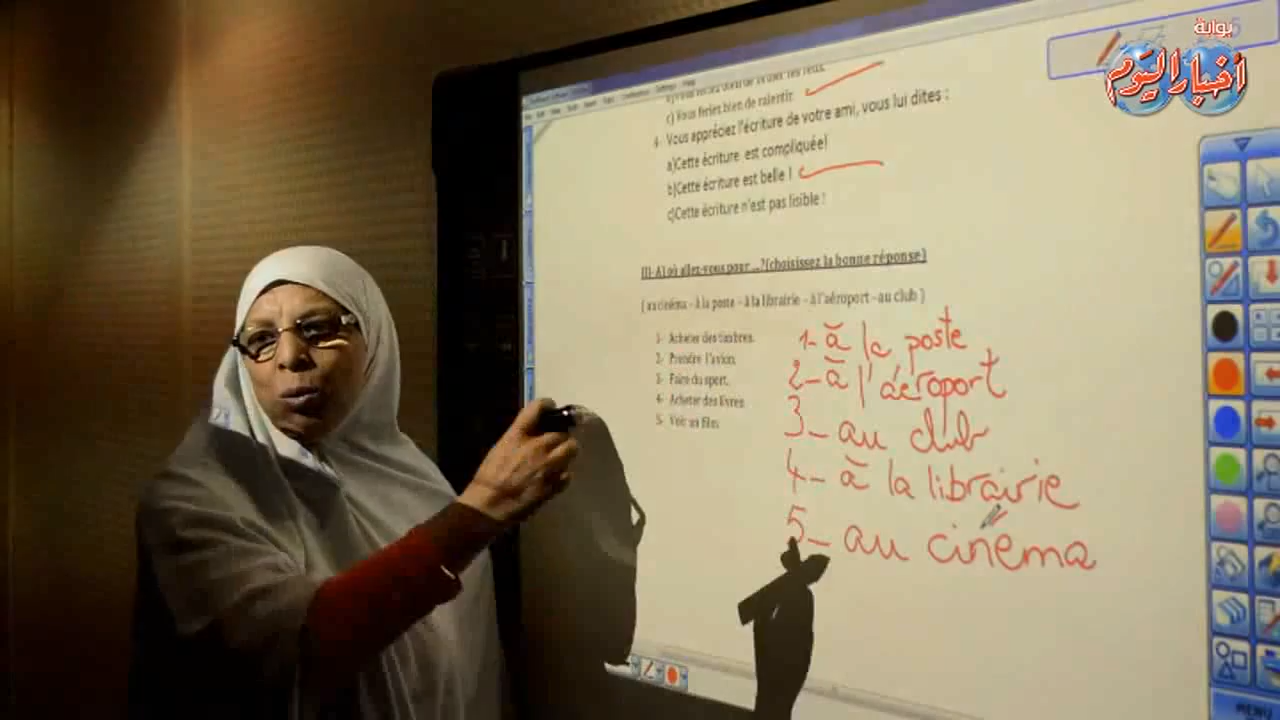 بوابة
أخبار اليوم
c) Vous feriez bien de ralentir.
4- Vous appréciez l'écriture de votre ami, vous lui dites :
a)Cette écriture est compliquée!
b)Cette écriture est belle !
c)Cette écriture n'est pas lisible !
III-A) où allez-vous pour ...?(choisissez la bonne réponse)
( au cinéma - à la poste - à la librairie - à l'aéroport - au club )
1- Acheter des timbres.
2- Prendre l'avion.
3- Faire du sport.
4- Acheter des livres.
5- Voir un film.
1- à la poste
2- à l'aéroport
3- au club
4- à la librairie
5- au cinéma
MENU